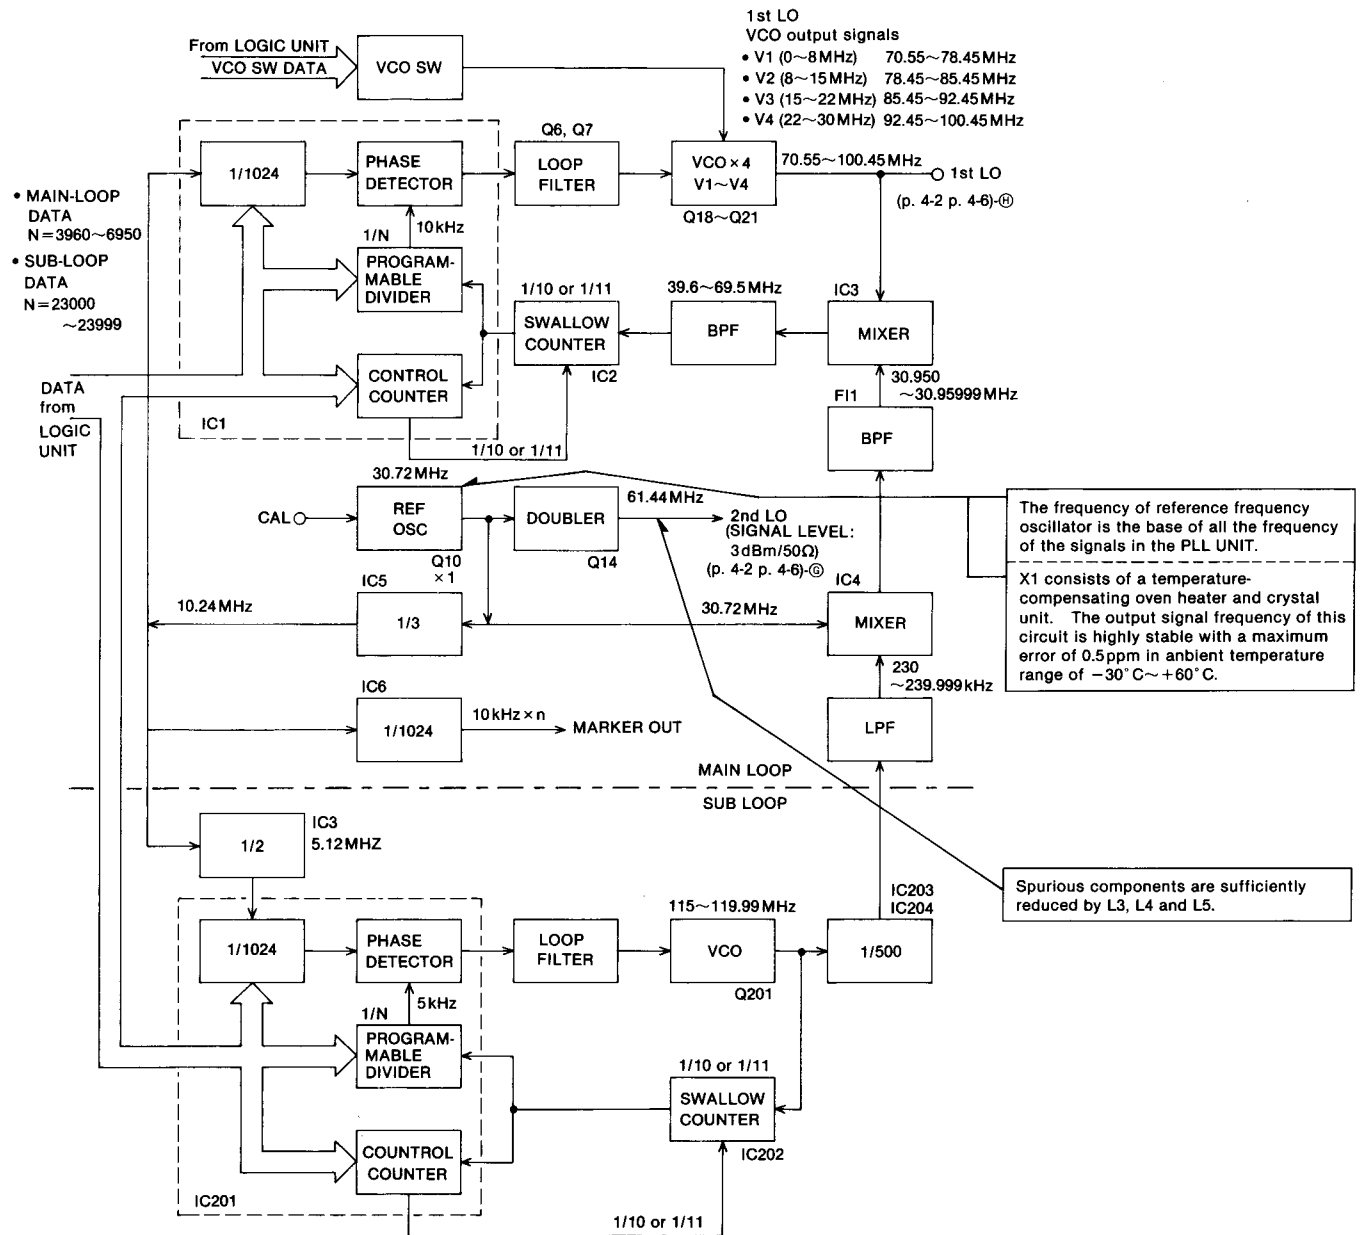 1st LO
VCO output signals
• V1 (0~8MHz) 70.55~78.45MHz
• V2 (8~15MHz) 78.45~85.45MHz
• V3 (15~22MHz) 85.45~92.45MHz
• V4 (22~30MHz) 92.45~100.45MHz
From LOGIC UNIT
VCO SW DATA
VCO SW
Q6, Q7
1/1024
PHASE
DETECTOR
LOOP
FILTER
VCO×4
V1~V4
Q18~Q21
70.55~100.45MHz
1st LO
(p. 4-2 p. 4-6)-Ⓗ
• MAIN-LOOP
DATA
N=3960~6950
• SUB-LOOP
DATA
N=23000
~23999
10kHz
1/N
PROGRAM-
MABLE
DIVIDER
1/10 or 1/11
SWALLOW
COUNTER
IC2
39.6~69.5MHz
BPF
IC3
MIXER
CONTROL
COUNTER
IC1
1/10 or 1/11
30.950
~30.95999MHz
FI1
BPF
DATA
from
LOGIC
UNIT
30.72MHz
CAL
REF
OSC
Q10
×1
DOUBLER
Q14
61.44MHz
2nd LO
(SIGNAL LEVEL:
3dBm/50Ω)
(p. 4-2 p. 4-6)-Ⓖ
The frequency of reference frequency
oscillator is the base of all the frequency
of the signals in the PLL UNIT.
X1 consists of a temperature-
compensating oven heater and crystal
unit. The output signal frequency of this
circuit is highly stable with a maximum
error of 0.5ppm in anbient temperature
range of −30°C~+60°C.
10.24MHz
IC5
1/3
30.72MHz
IC4
MIXER
230
~239.999kHz
IC6
1/1024
10kHz×n
MARKER OUT
LPF
MAIN LOOP
SUB LOOP
IC3
5.12MHZ
1/2
Spurious components are sufficiently
reduced by L3, L4 and L5.
1/1024
PHASE
DETECTOR
LOOP
FILTER
115~119.99MHz
VCO
Q201
IC203
IC204
1/500
5kHz
1/N
PROGRAM-
MABLE
DIVIDER
1/10 or 1/11
SWALLOW
COUNTER
IC202
COUNTROL
COUNTER
IC201
1/10 or 1/11